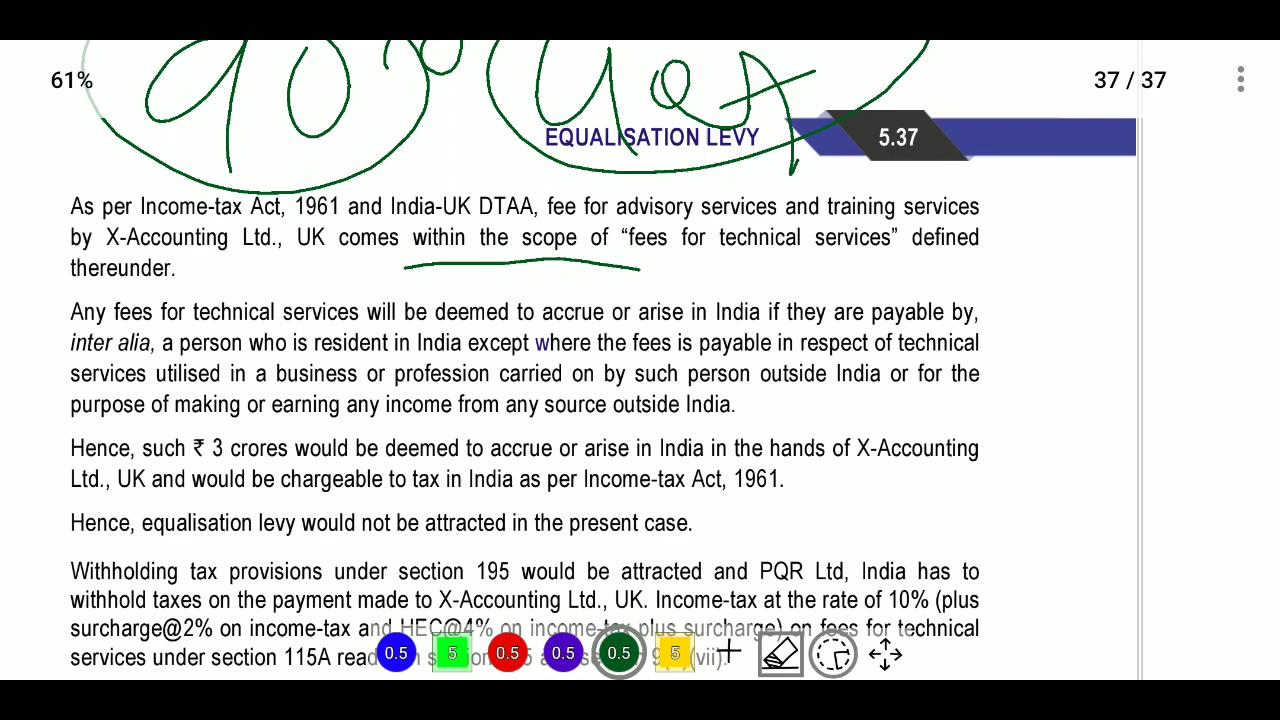 61%
37 / 37
EQUALISATION LEVY
5.37
As per Income-tax Act, 1961 and India-UK DTAA, fee for advisory services and training services
by X-Accounting Ltd., UK comes within the scope of “fees for technical services” defined
thereunder.
Any fees for technical services will be deemed to accrue or arise in India if they are payable by,
inter alia, a person who is resident in India except where the fees is payable in respect of technical
services utilised in a business or profession carried on by such person outside India or for the
purpose of making or earning any income from any source outside India.
Hence, such ₹ 3 crores would be deemed to accrue or arise in India in the hands of X-Accounting
Ltd., UK and would be chargeable to tax in India as per Income-tax Act, 1961.
Hence, equalisation levy would not be attracted in the present case.
Withholding tax provisions under section 195 would be attracted and PQR Ltd, India has to
withhold taxes on the payment made to X-Accounting Ltd., UK. Income-tax at the rate of 10% (plus
surcharge@2% on income-tax and HEC@4% on income-tax plus surcharge) on fees for technical
services under section 115A read (vii).
0.5 5 0.5 0.5 0.5 5